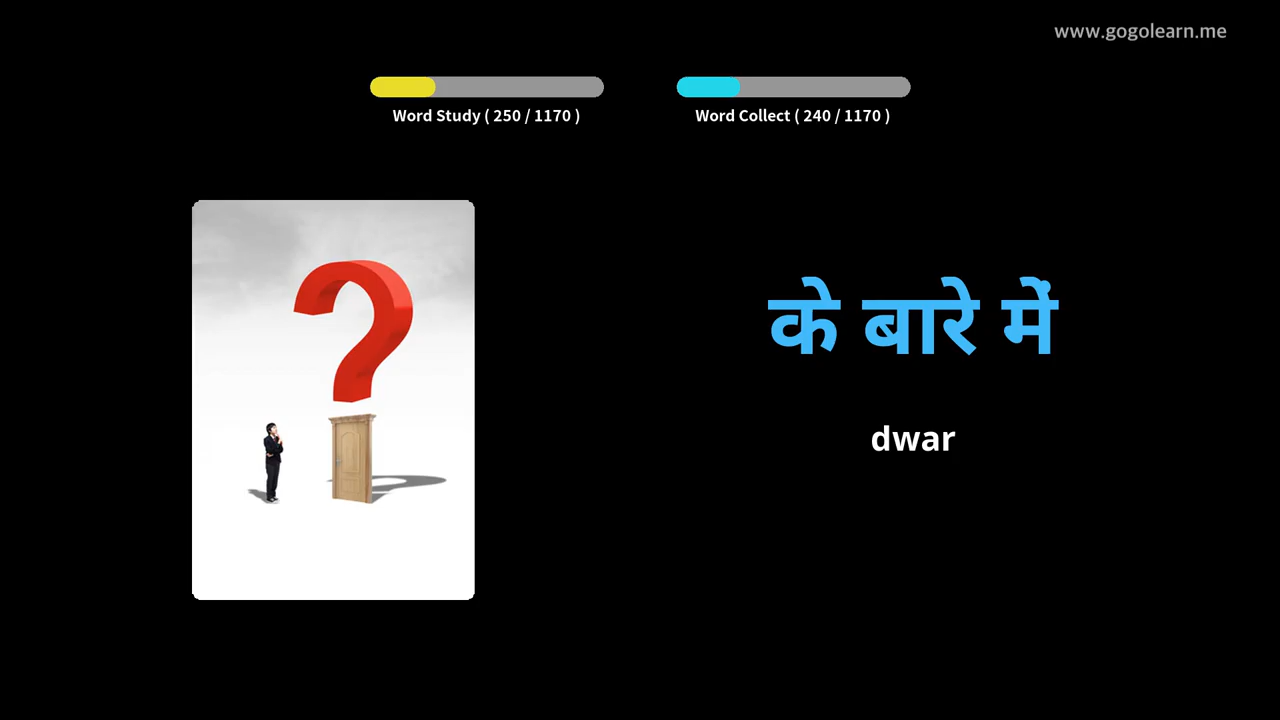 www.gogolearn.me
Word Study ( 250 / 1170 )
Word Collect ( 240 / 1170 )
के बारे में
dwar